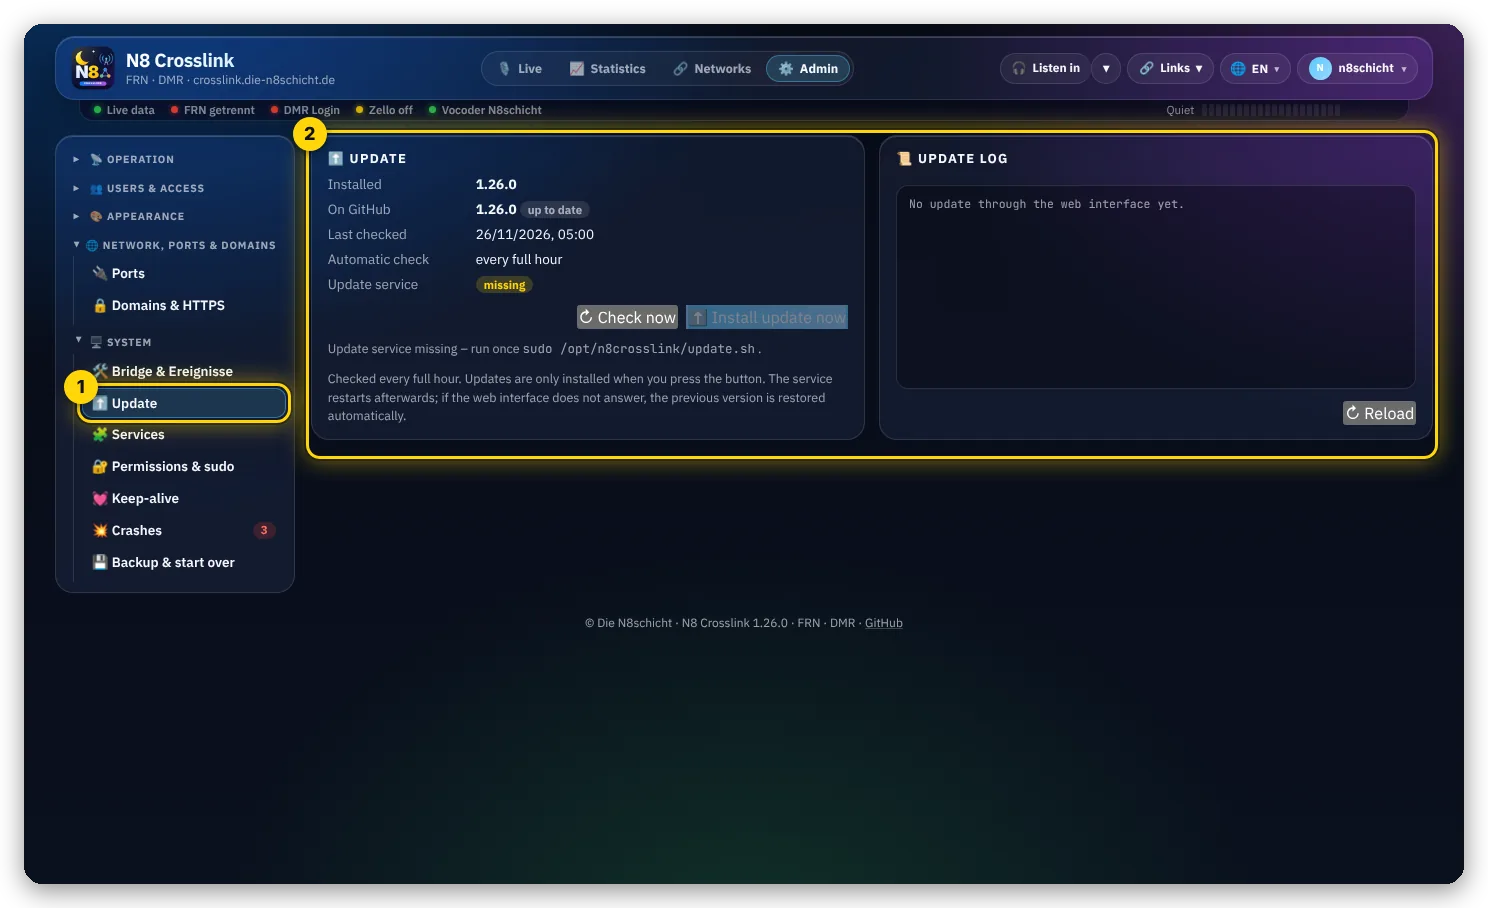 N8 Crosslink
FRN · DMR · crosslink.die-n8schicht.de
Live
Statistics
Networks
Admin
Listen in
Links
EN
N
n8schicht
Live data
FRN getrennt
DMR Login
Zello off
Vocoder N8schicht
Quiet
OPERATION
USERS & ACCESS
APPEARANCE
NETWORK, PORTS & DOMAINS
Ports
Domains & HTTPS
SYSTEM
Bridge & Ereignisse
1
Update
Services
Permissions & sudo
Keep-alive
Crashes 3
Backup & start over
2
UPDATE
Installed 1.26.0
On GitHub 1.26.0 up to date
Last checked 26/11/2026, 05:00
Automatic check every full hour
Update service missing
Check now
Install update now
Update service missing – run once sudo /opt/n8crosslink/update.sh.
Checked every full hour. Updates are only installed when you press the button. The service
restarts afterwards; if the web interface does not answer, the previous version is restored
automatically.
UPDATE LOG
No update through the web interface yet.
Reload
© Die N8schicht · N8 Crosslink 1.26.0 · FRN · DMR · GitHub